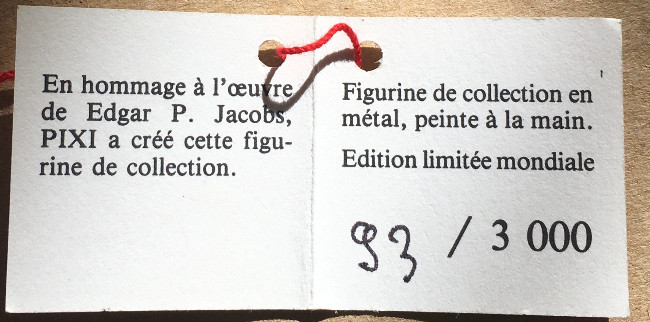 En hommage à l'œuvre
de Edgar P. Jacobs,
PIXI a créé cette figu-
rine de collection.
Figurine de collection en
métal, peinte à la main.
Edition limitée mondiale
93 / 3 000